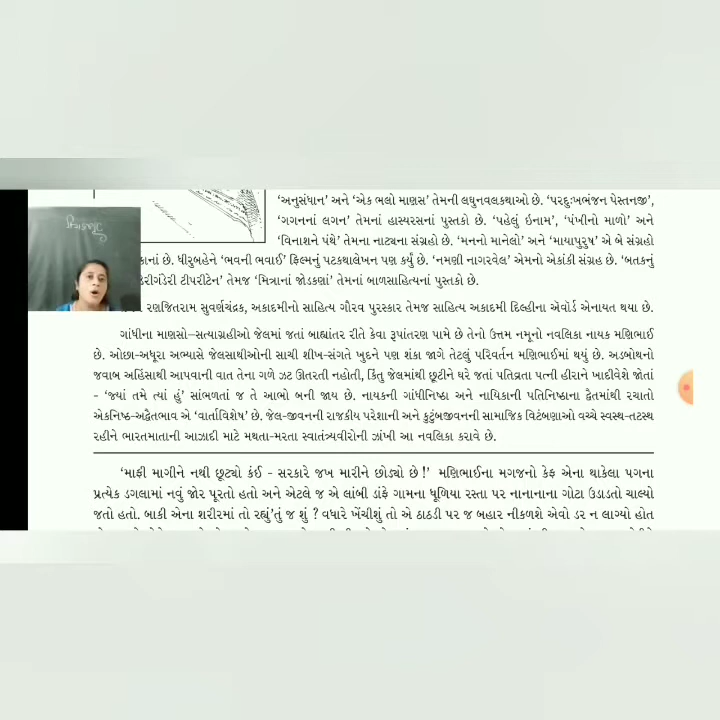 'અનુસંધાન' અને 'એક ભલો માણસ' તેમની લઘુનવલકથાઓ છે. 'પરદુઃખભંજન પેસ્તનજી',
'ગગનનાં લગન' તેમનાં હાસ્યરસનાં પુસ્તકો છે. 'પહેલું ઇનામ', 'પંખીનો માળો' અને
'વિનાશને પંથે' તેમના નાટ્યના સંગ્રહો છે. 'મનનો માનેલો' અને 'માયાપુરુષ' એ બે સંગ્રહો
કાનાં છે. ધીરુબહેને 'ભવની ભવાઈ' ફિલ્મનું પટકથાલેખન પણ કર્યું છે. 'નમણી નાગરવેલ' એમનો એકાંકી સંગ્રહ છે. 'બતકનું
રીગંડેરી ટીપરીટેન' તેમજ 'મિત્રાનાં જોડકણાં' તેમનાં બાળસાહિત્યનાં પુસ્તકો છે.
રણજિતરામ સુવર્ણચંદ્રક, અકાદમીનો સાહિત્ય ગૌરવ પુરસ્કાર તેમજ સાહિત્ય અકાદમી દિલ્હીના એવૉર્ડ એનાયત થયા છે.
ગાંધીના માણસો–સત્યાગ્રહીઓ જેલમાં જતાં બાહ્યાંતર રીતે કેવા રૂપાંતરણ પામે છે તેનો ઉત્તમ નમૂનો નવલિકા નાયક મણિભાઈ
છે. ઓછા-અધૂરા અભ્યાસે જેલસાથીઓની સાચી શીખ-સંગતે ખુદને પણ શંકા જાગે તેટલું પરિવર્તન મણિભાઈમાં થયું છે. અડબોથનો
જવાબ અહિંસાથી આપવાની વાત તેના ગળે ઝટ ઊતરતી નહોતી, કિંતુ જેલમાંથી છૂટીને ઘરે જતાં પતિવ્રતા પત્ની હીરાને ખાદીવેશે જોતાં
- 'જ્યાં તમે ત્યાં હું' સાંભળતાં જ તે આભો બની જાય છે. નાયકની ગાંધીનિષ્ઠા અને નાયિકાની પતિનિષ્ઠાના દ્વૈતમાંથી રચાતો
એકનિષ્ઠ-અદ્વૈતભાવ એ 'વાર્તાવિશેષ' છે. જેલ-જીવનની રાજકીય પરેશાની અને કુટુંબજીવનની સામાજિક વિટંબણાઓ વચ્ચે સ્વસ્થ-તટસ્થ
રહીને ભારતમાતાની આઝાદી માટે મથતા-મરતા સ્વાતંત્ર્યવીરોની ઝાંખી આ નવલિકા કરાવે છે.
'માફી માગીને નથી છૂટ્યો કંઈ - સરકારે જખ મારીને છોડ્યો છે !' મણિભાઈના મગજનો કેફ એના થાકેલા પગના
પ્રત્યેક ડગલામાં નવું જોર પૂરતો હતો અને એટલે જ એ લાંબી ડાંફે ગામના ધૂળિયા રસ્તા પર નાનાનાના ગોટા ઉડાડતો ચાલ્યો
જતો હતો. બાકી એના શરીરમાં તો રહ્યું'તું જ શું ? વધારે ખેંચીશું તો એ ઠાઠડી પર જ બહાર નીકળશે એવો ડર ન લાગ્યો હોત